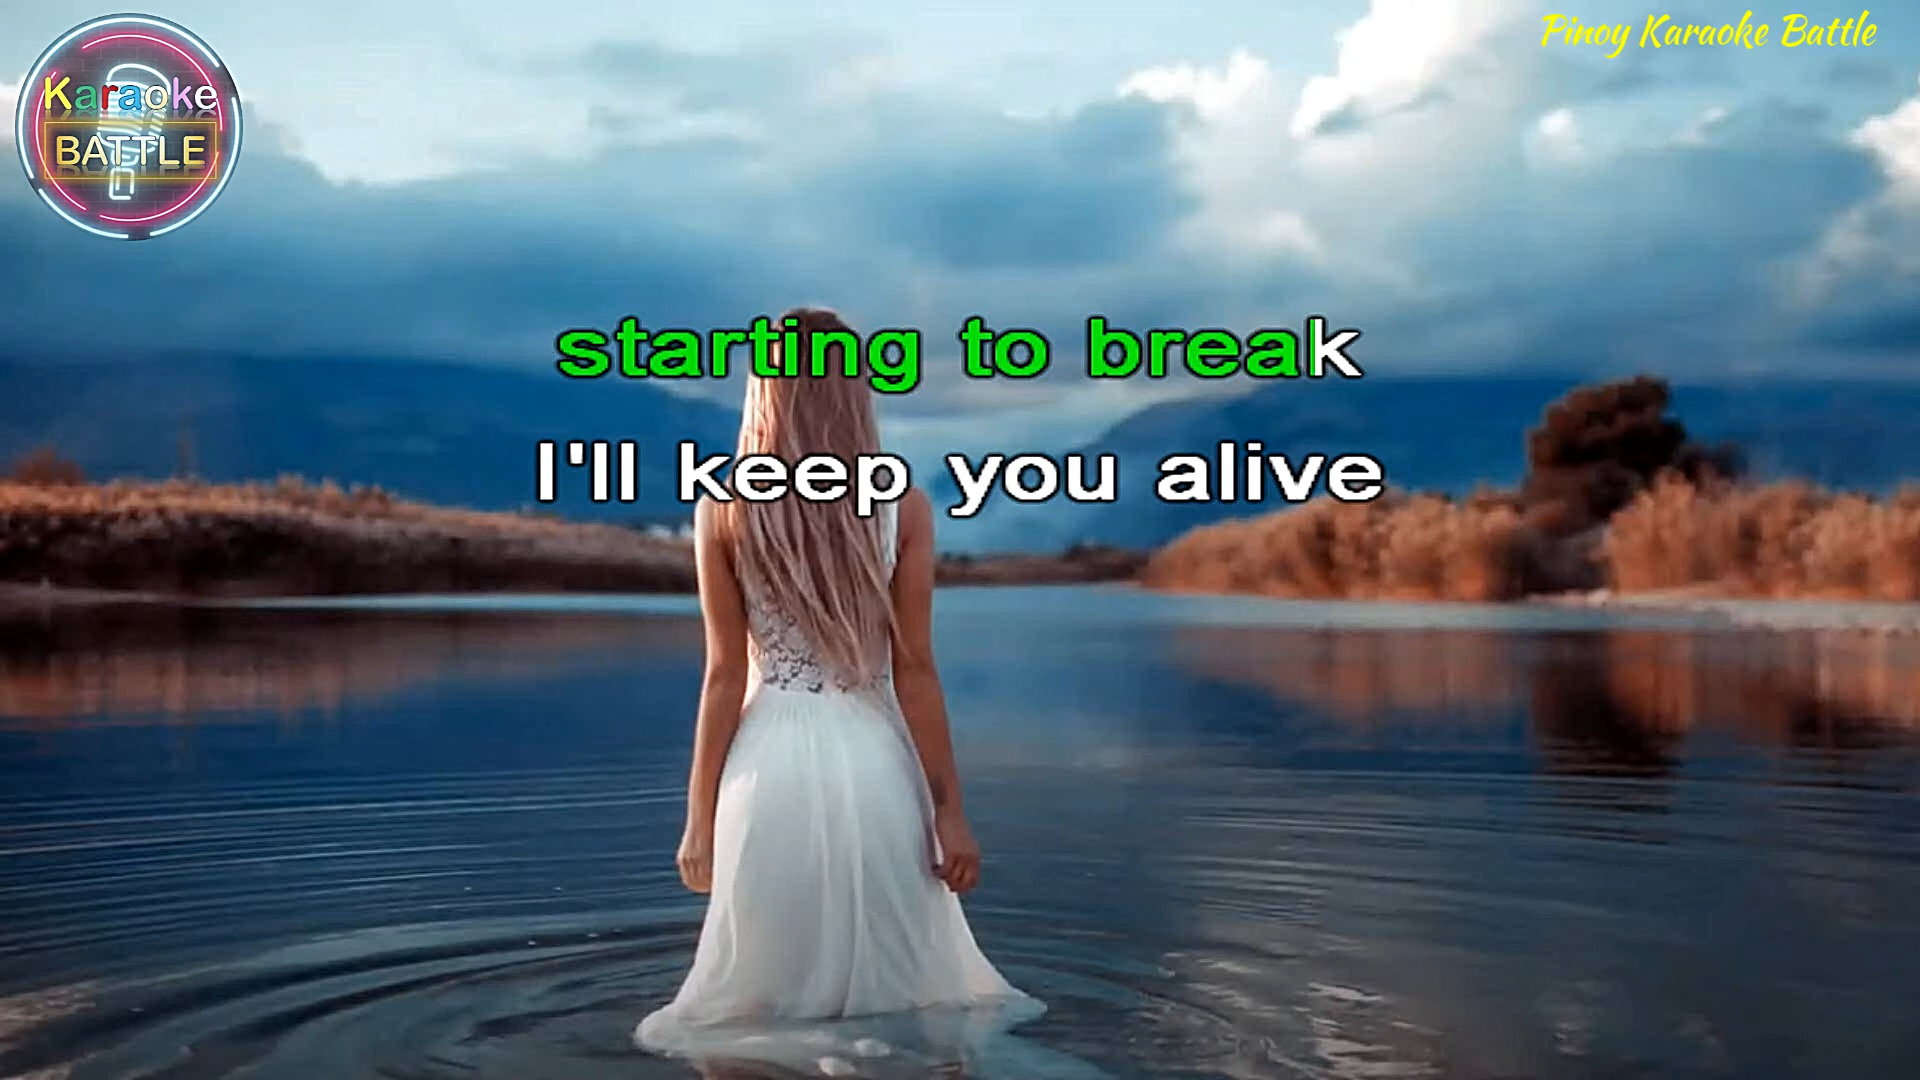 Pinoy Karaoke Battle
Karaoke
BATTLE
starting to break
I'll keep you alive